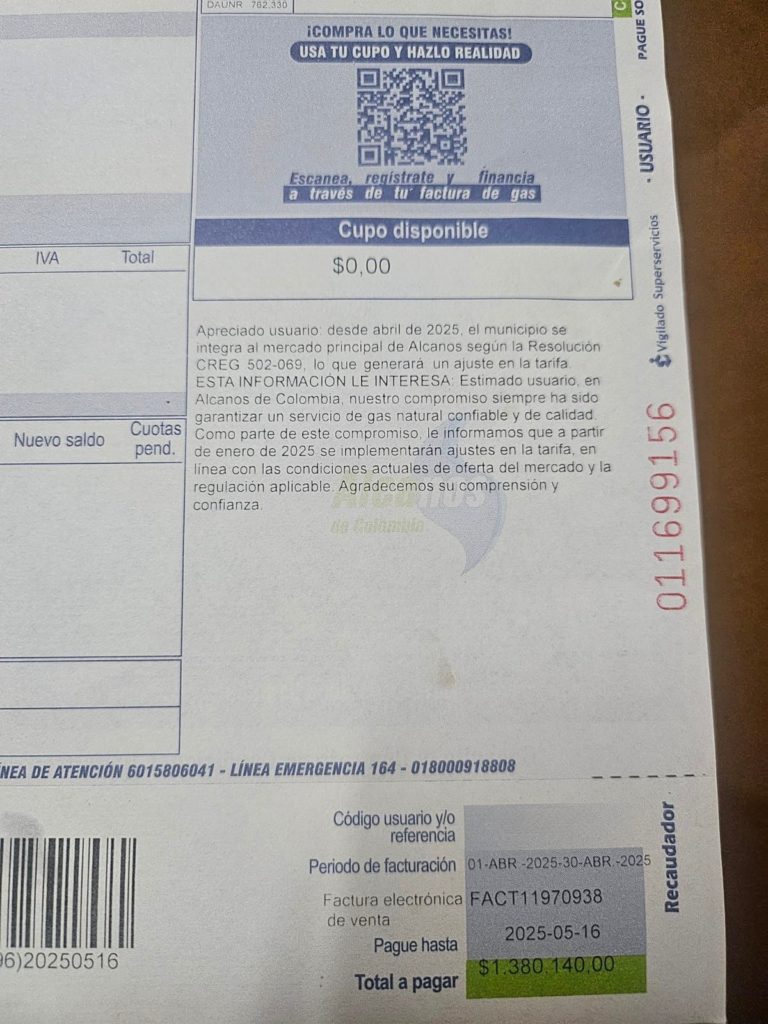 DAUNR 762,330
¡COMPRA LO QUE NECESITAS!
USA TU CUPO Y HAZLO REALIDAD
Escanea, regístrate y financia
a través de tu factura de gas
Cupo disponible
$0,00
IVA Total
Apreciado usuario: desde abril de 2025, el municipio se
integra al mercado principal de Alcanos según la Resolución
CREG 502-069, lo que generará un ajuste en la tarifa.
ESTA INFORMACIÓN LE INTERESA: Estimado usuario, en
Alcanos de Colombia, nuestro compromiso siempre ha sido
garantizar un servicio de gas natural confiable y de calidad.
Como parte de este compromiso, le informamos que a partir
de enero de 2025 se implementarán ajustes en la tarifa, en
línea con las condiciones actuales de oferta del mercado y la
regulación aplicable. Agradecemos su comprensión y
confianza.
Alcanos
de Colombia
Nuevo saldo
Cuotas
pend.
PAGUE SO
· USUARIO ·
Vigilado Superservicios
011699156
NEA DE ATENCIÓN 6015806041 - LÍNEA EMERGENCIA 164 - 018000918808
Código usuario y/o
referencia
Periodo de facturación 01-ABR.-2025-30-ABR.-2025
Factura electrónica FACT11970938
de venta
Pague hasta 2025-05-16
Total a pagar $1.380.140,00
Recaudador
96)20250516